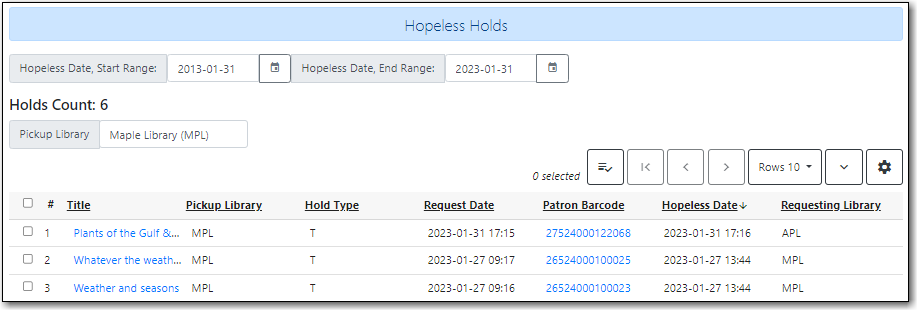 Hopeless Holds
Hopeless Date, Start Range: 2013-01-31 Hopeless Date, End Range: 2023-01-31
Holds Count: 6
Pickup Library Maple Library (MPL)
0 selected Rows 10
# Title Pickup Library Hold Type Request Date Patron Barcode Hopeless Date Requesting Library
1 Plants of the Gulf &... MPL T 2023-01-31 17:15 27524000122068 2023-01-31 17:16 APL
2 Whatever the weath... MPL T 2023-01-27 09:17 26524000100025 2023-01-27 13:44 MPL
3 Weather and seasons MPL T 2023-01-27 09:16 26524000100023 2023-01-27 13:44 MPL